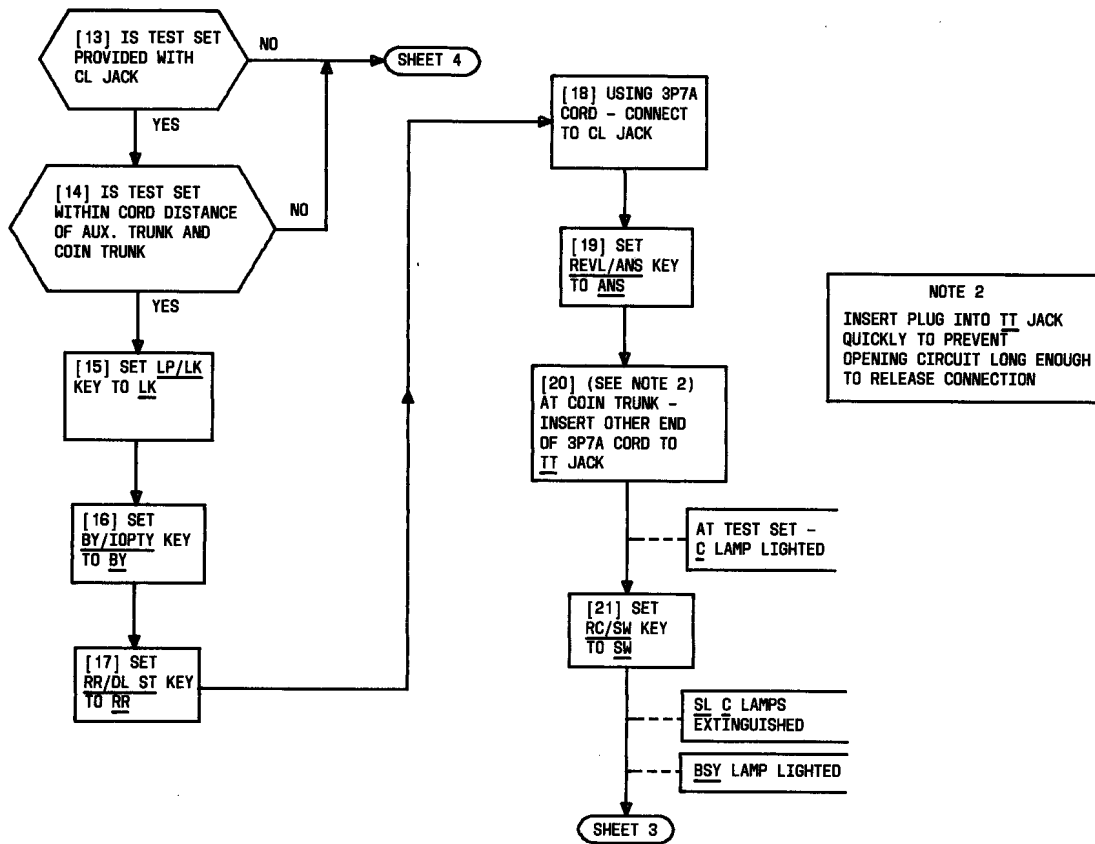 [13] IS TEST SET
PROVIDED WITH
CL JACK
NO
SHEET 4
YES
[14] IS TEST SET
WITHIN CORD DISTANCE
OF AUX. TRUNK AND
COIN TRUNK
NO
YES
[15] SET LP/LK
KEY TO LK
[16] SET
BY/IOPTY KEY
TO BY
[17] SET
RR/DL ST KEY
TO RR
[18] USING 3P7A
CORD - CONNECT
TO CL JACK
[19] SET
REVL/ANS KEY
TO ANS
[20] (SEE NOTE 2)
AT COIN TRUNK -
INSERT OTHER END
OF 3P7A CORD TO
TT JACK
AT TEST SET -
C LAMP LIGHTED
[21] SET
RC/SW KEY
TO SW
SL C LAMPS
EXTINGUISHED
BSY LAMP LIGHTED
SHEET 3
NOTE 2
INSERT PLUG INTO TT JACK
QUICKLY TO PREVENT
OPENING CIRCUIT LONG ENOUGH
TO RELEASE CONNECTION